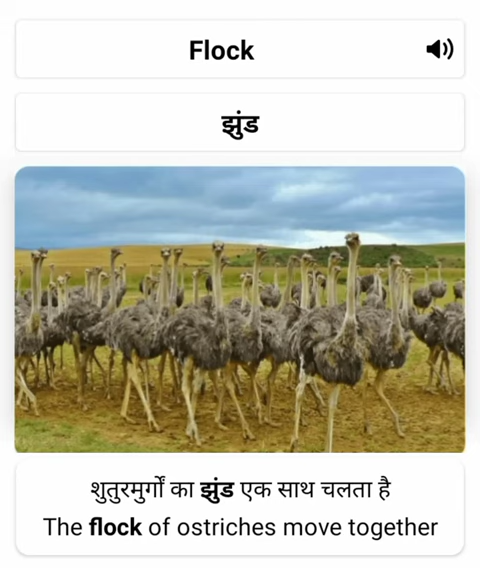 Flock
झुंड
शुतुरमुर्गों का झुंड एक साथ चलता है
The flock of ostriches move together